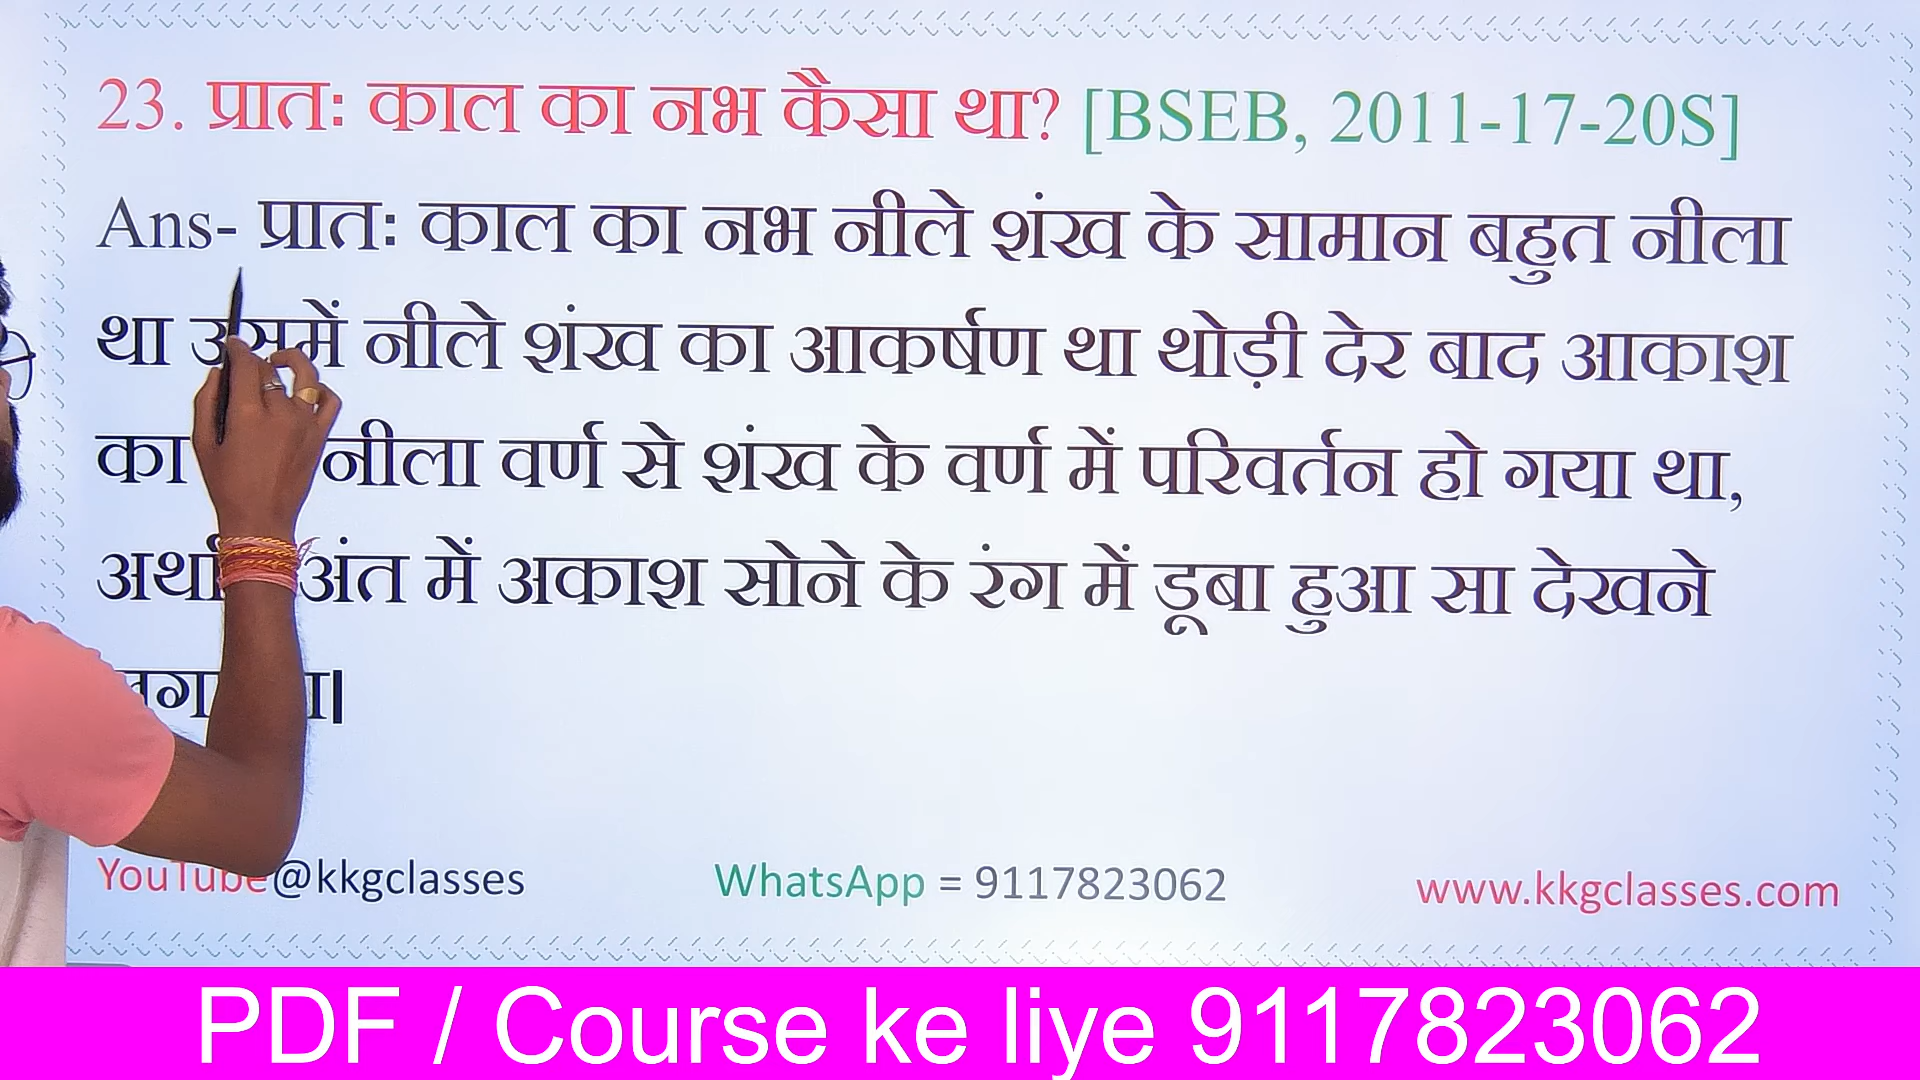 23. प्रातः काल का नभ कैसा था? [BSEB, 2011-17-20S]
Ans- प्रातः काल का नभ नीले शंख के सामान बहुत नीला
था उसमें नीले शंख का आकर्षण था थोड़ी देर बाद आकाश
का नीला वर्ण से शंख के वर्ण में परिवर्तन हो गया था,
अंत में अकाश सोने के रंग में डूबा हुआ सा देखने
YouTube@kkgclasses
WhatsApp = 9117823062
www.kkgclasses.com
PDF / Course ke liye 9117823062